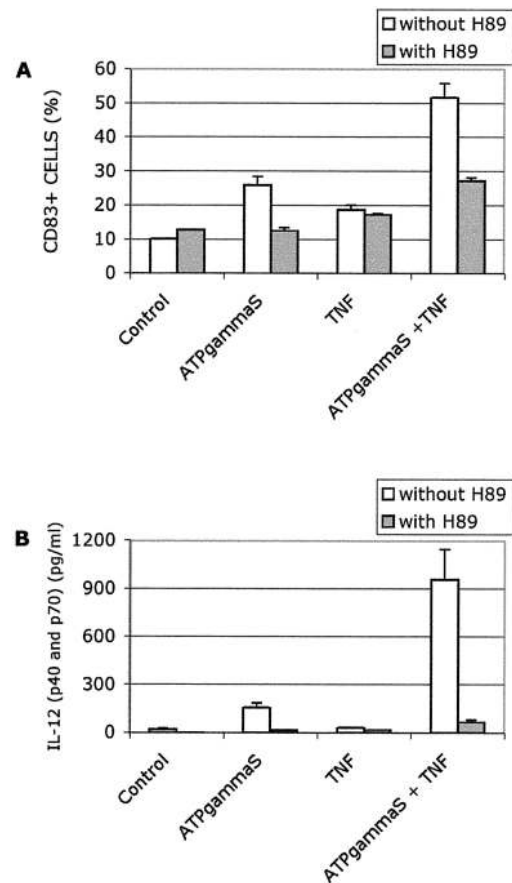 without H89
with H89
A
CD83+ CELLS (%)
60
50
40
30
20
10
0
Control
ATPgammaS
TNF
ATPgammaS +TNF
without H89
with H89
B
IL-12 (p40 and p70) (pg/ml)
1200
900
600
300
0
Control
ATPgammaS
TNF
ATPgammaS + TNF